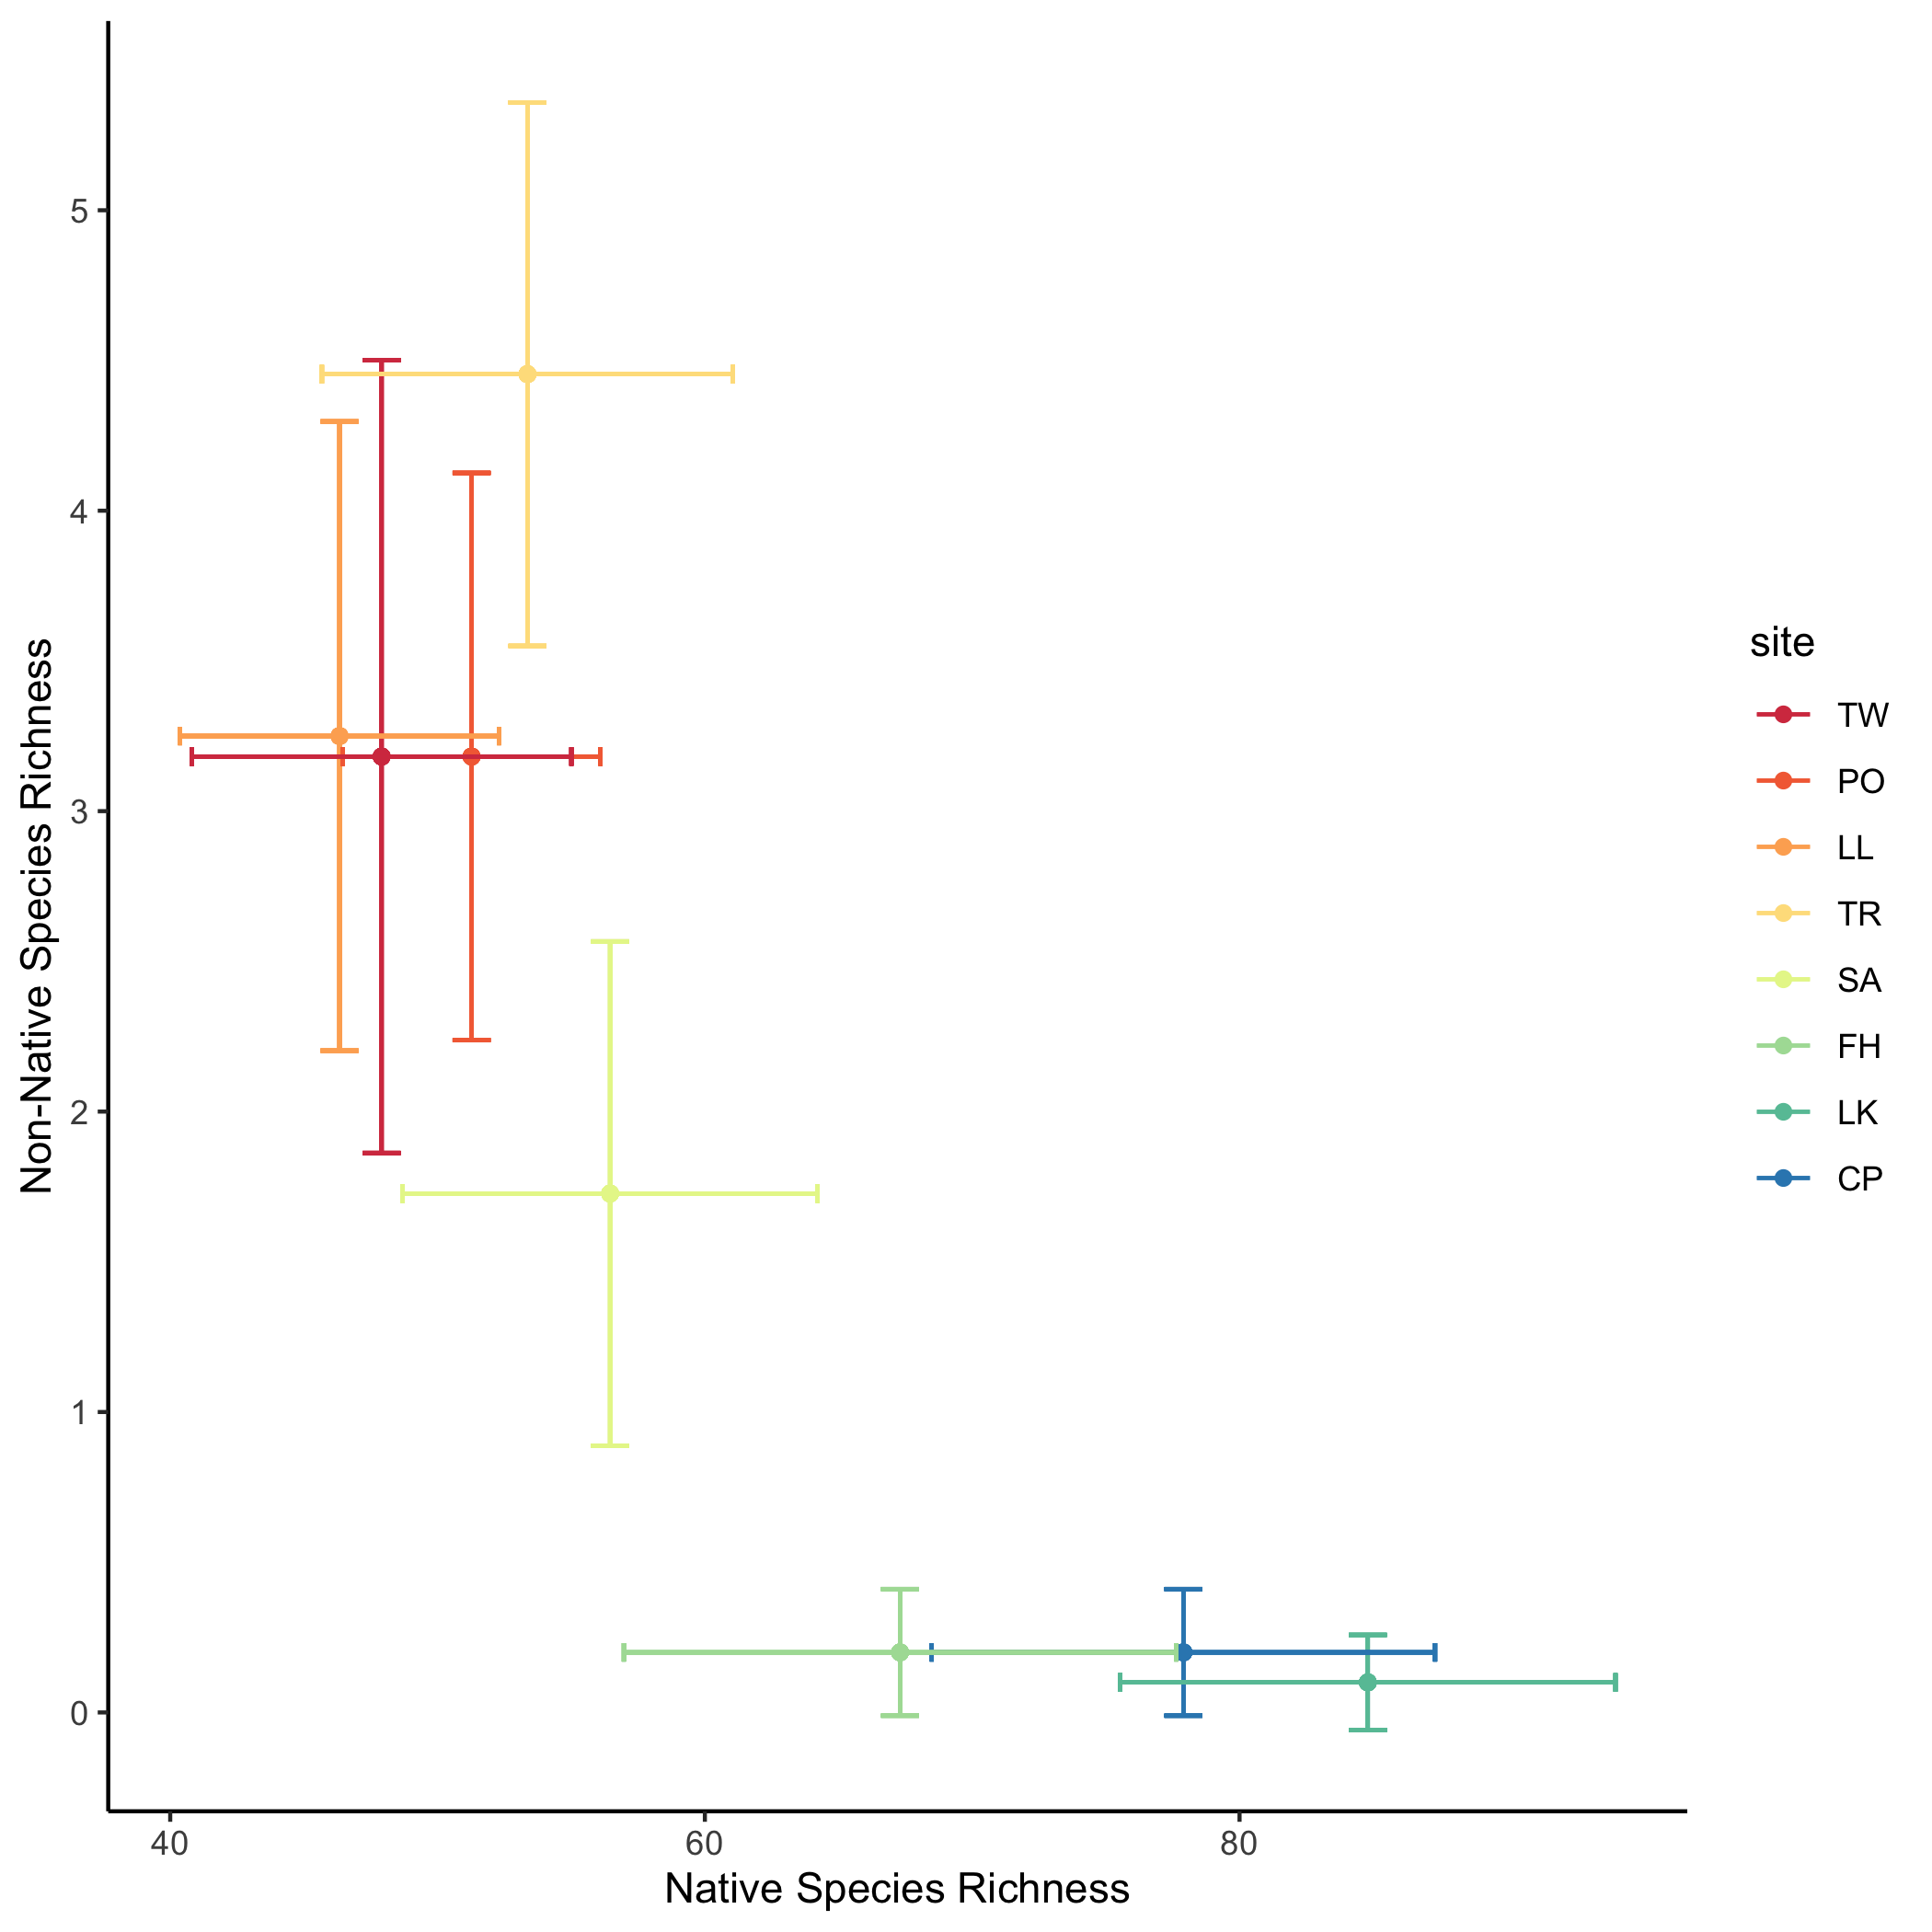 Non-Native Species Richness
5
4
3
2
1
0
40
60
80
Native Species Richness
site
TW
PO
LL
TR
SA
FH
LK
CP